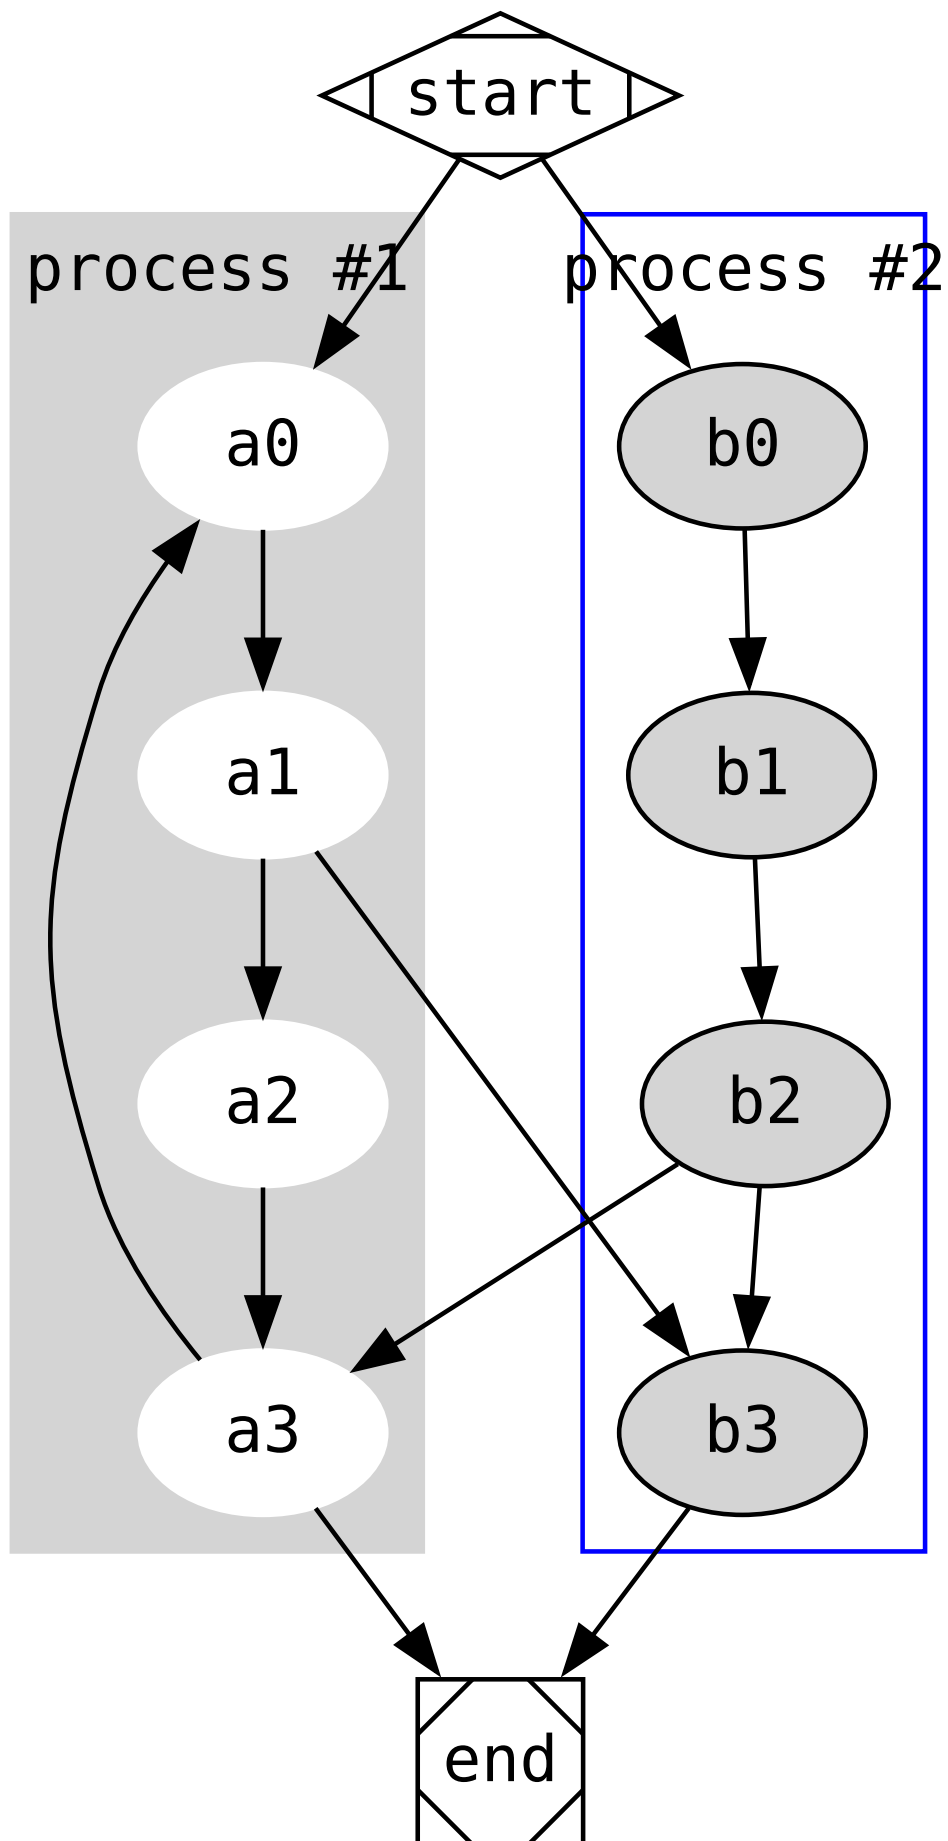 start
process #1
process #2
a0
b0
a1
b1
a2
b2
a3
b3
end